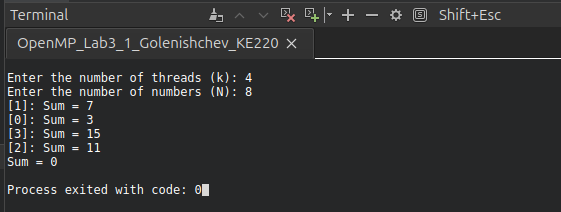 Terminal
Shift+Esc
OpenMP_Lab3_1_Golenishchev_KE220
Enter the number of threads (k): 4
Enter the number of numbers (N): 8
[1]: Sum = 7
[0]: Sum = 3
[3]: Sum = 15
[2]: Sum = 11
Sum = 0
Process exited with code: 0